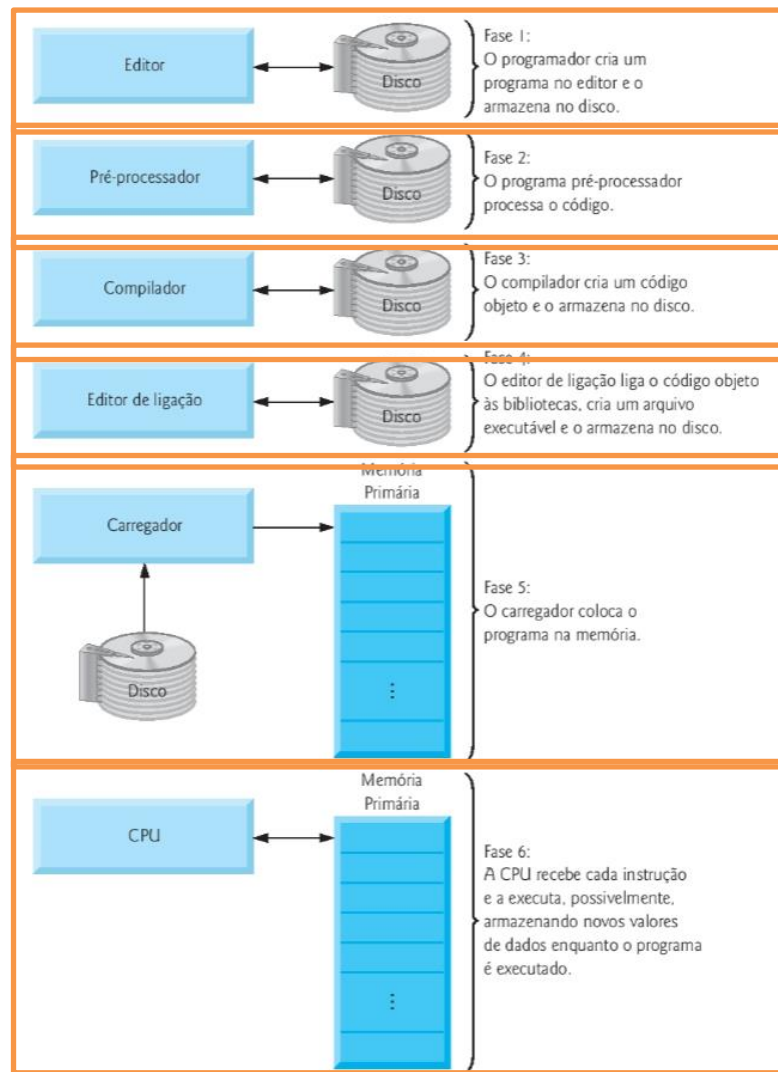 Editor
Disco
Fase 1:
O programador cria um
programa no editor e o
armazena no disco.
Pré-processador
Disco
Fase 2:
O programa pré-processador
processa o código.
Compilador
Disco
Fase 3:
O compilador cria um código
objeto e o armazena no disco.
Editor de ligação
Disco
Fase 4:
O editor de ligação liga o código objeto
às bibliotecas, cria um arquivo
executável e o armazena no disco.
Carregador
Disco
Memória
Primária
Fase 5:
O carregador coloca o
programa na memória.
CPU
Memória
Primária
Fase 6:
A CPU recebe cada instrução
e a executa, possivelmente,
armazenando novos valores
de dados enquanto o programa
é executado.